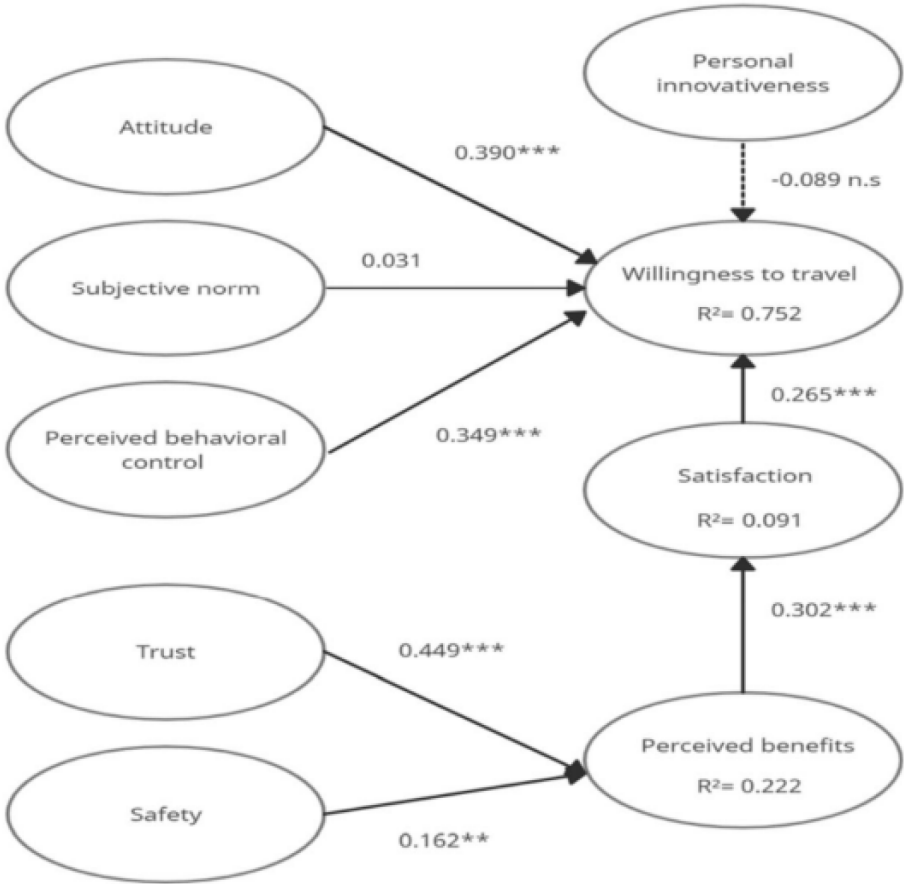 Personal
innovativeness
Attitude
0.390***
-0.089 n.s
Subjective norm
0.031
Willingness to travel
R²= 0.752
Perceived behavioral
control
0.349***
0.265***
Satisfaction
R²= 0.091
0.302***
Trust
0.449***
Perceived benefits
R²= 0.222
Safety
0.162**